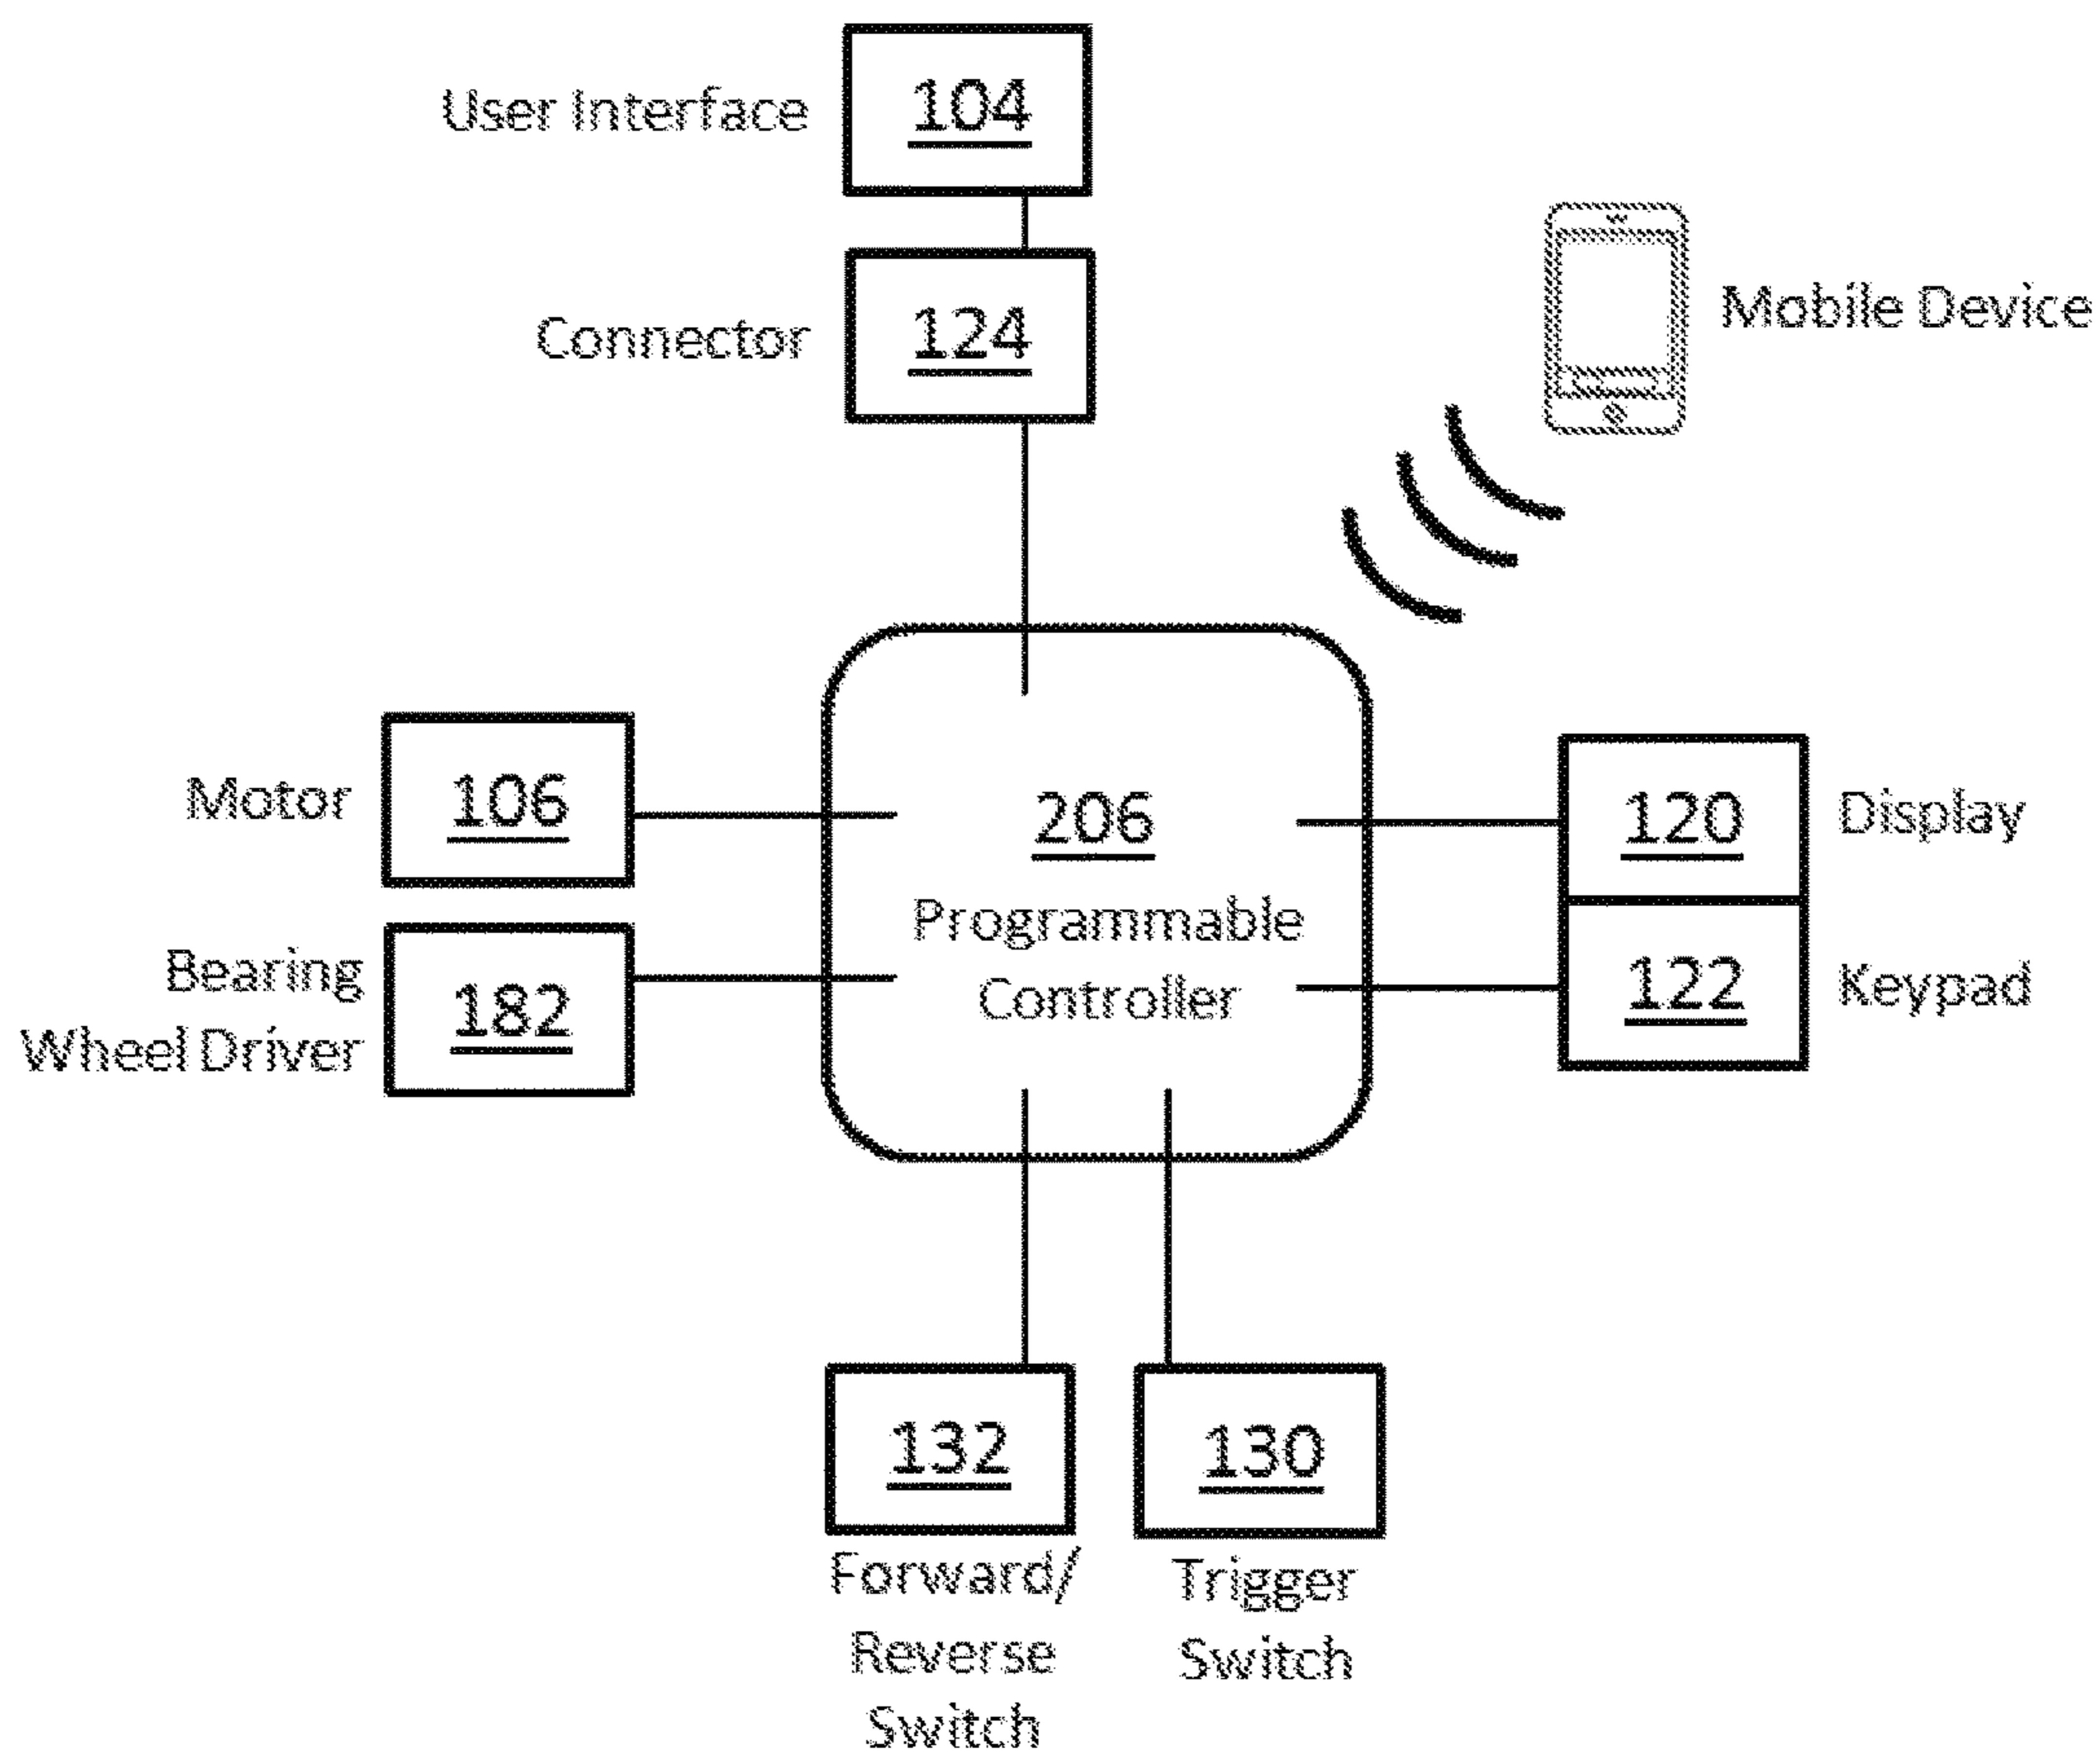 User Interface
104
Connector
124
Mobile Device
Motor
106
206
Programmable
Controller
120
Display
Bearing
Wheel Driver
182
122
Keypad
132
Forward/
Reverse
Switch
130
Trigger
Switch